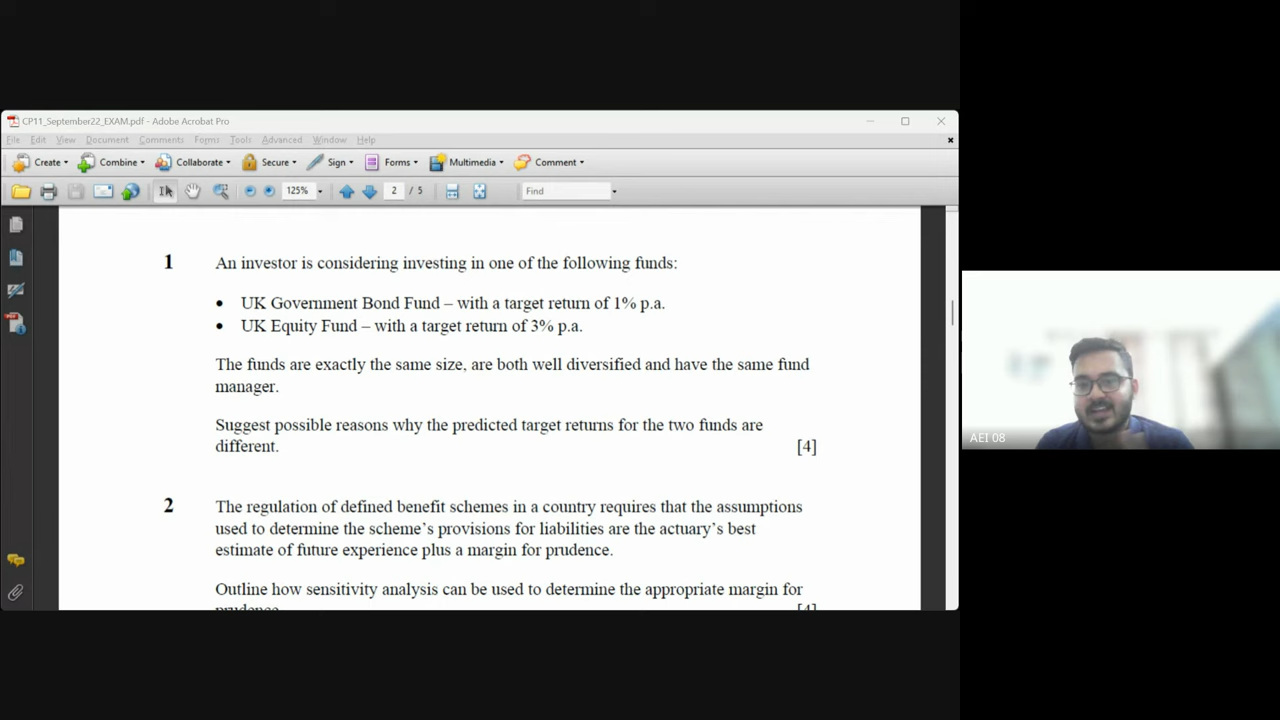 CP11_September22_EXAM.pdf - Adobe Acrobat Pro
File Edit View Document Comments Forms Tools Advanced Window Help
Create Combine Collaborate Secure Sign Forms Multimedia Comment
125% 2 / 5 Find
1 An investor is considering investing in one of the following funds:
• UK Government Bond Fund – with a target return of 1% p.a.
• UK Equity Fund – with a target return of 3% p.a.
The funds are exactly the same size, are both well diversified and have the same fund
manager.
Suggest possible reasons why the predicted target returns for the two funds are
different. [4]
2 The regulation of defined benefit schemes in a country requires that the assumptions
used to determine the scheme's provisions for liabilities are the actuary's best
estimate of future experience plus a margin for prudence.
Outline how sensitivity analysis can be used to determine the appropriate margin for
prudence. [4]
AEI 08